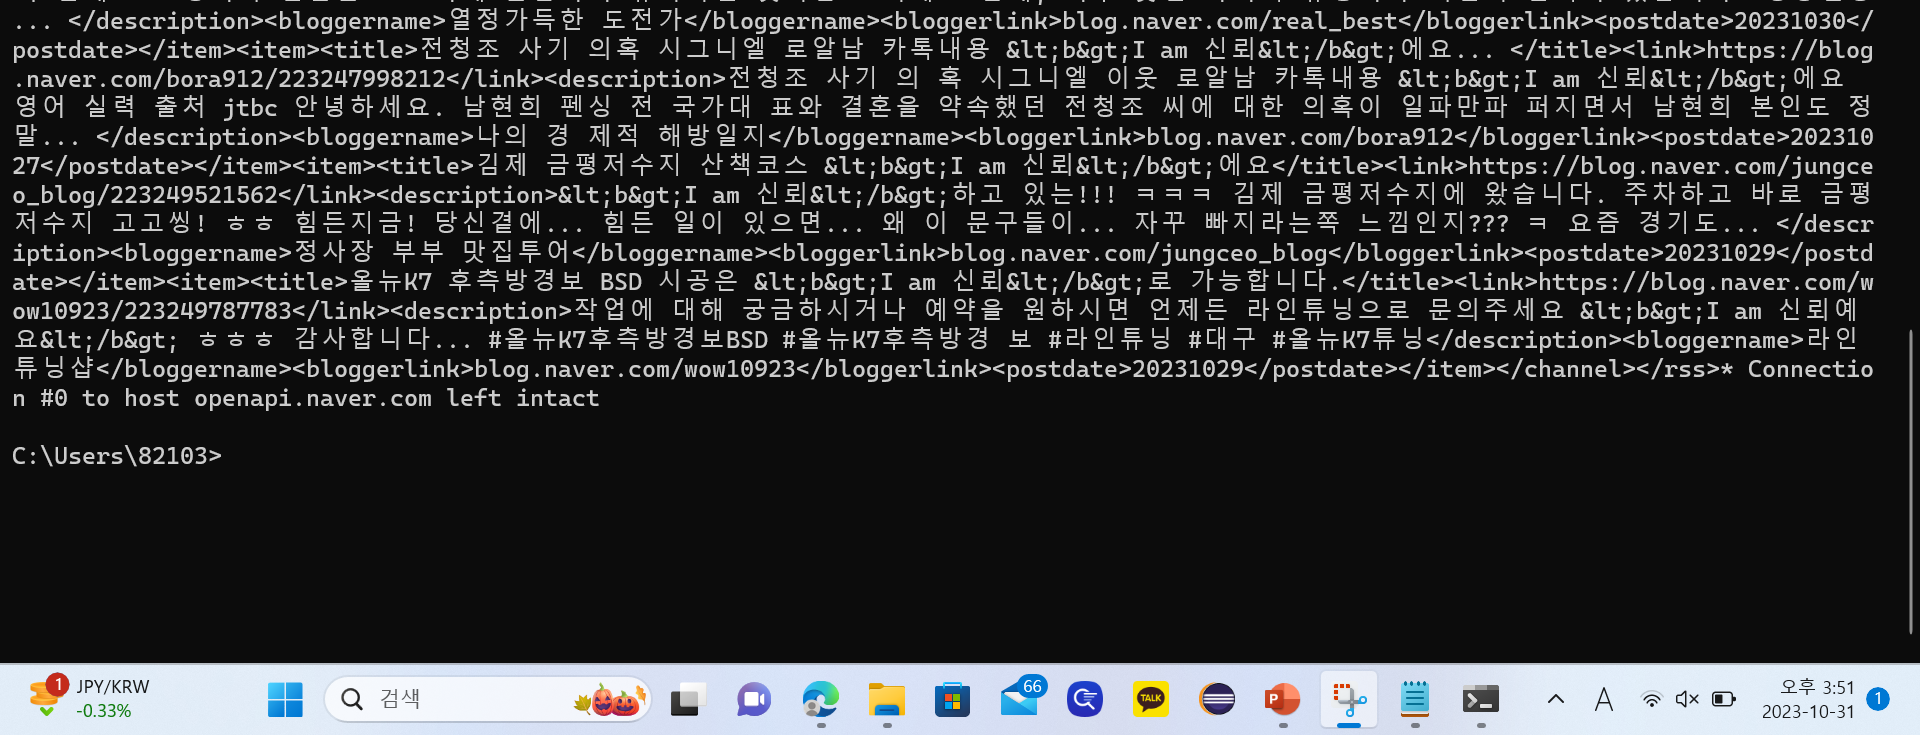 ... </description><bloggername>열정가득한 도전가</bloggername><bloggerlink>blog.naver.com/real_best</bloggerlink><postdate>20231030</
postdate></item><item><title>전청조 사기 의혹 시그니엘 로알남 카톡내용 &lt;b&gt;I am 신뢰&lt;/b&gt;에요... </title><link>https://blog
.naver.com/bora912/223247998212</link><description>전청조 사기 의 혹 시그니엘 이웃 로알남 카톡내용 &lt;b&gt;I am 신뢰&lt;/b&gt;에요
영어 실력 출처 jtbc 안녕하세요. 남현희 펜싱 전 국가대 표와 결혼을 약속했던 전청조 씨에 대한 의혹이 일파만파 퍼지면서 남현희 본인도 정
말... </description><bloggername>나의 경 제적 해방일지</bloggername><bloggerlink>blog.naver.com/bora912</bloggerlink><postdate>202310
27</postdate></item><item><title>김제 금평저수지 산책코스 &lt;b&gt;I am 신뢰&lt;/b&gt;에요</title><link>https://blog.naver.com/jungce
o_blog/223249521562</link><description>&lt;b&gt;I am 신뢰&lt;/b&gt;하고 있는!!! ㅋㅋㅋ 김제 금평저수지에 왔습니다. 주차하고 바로 금평
저수지 고고씽! ㅎㅎ 힘든지금! 당신곁에... 힘든 일이 있으면... 왜 이 문구들이... 자꾸 빠지라는쪽 느낌인지??? ㅋ 요즘 경기도... </descr
iption><bloggername>정사장 부부 맛집투어</bloggername><bloggerlink>blog.naver.com/jungceo_blog</bloggerlink><postdate>20231029</postd
ate></item><item><title>올뉴K7 후측방경보 BSD 시공은 &lt;b&gt;I am 신뢰&lt;/b&gt;로 가능합니다.</title><link>https://blog.naver.com/w
ow10923/223249787783</link><description>작업에 대해 궁금하시거나 예약을 원하시면 언제든 라인튜닝으로 문의주세요 &lt;b&gt;I am 신뢰예
요&lt;/b&gt; ㅎㅎㅎ 감사합니다... #올뉴K7후측방경보BSD #올뉴K7후측방경 보 #라인튜닝 #대구 #올뉴K7튜닝</description><bloggername>라인
튜닝샵</bloggername><bloggerlink>blog.naver.com/wow10923</bloggerlink><postdate>20231029</postdate></item></channel></rss>* Connectio
n #0 to host openapi.naver.com left intact
C:\Users\82103>
1 JPY/KRW
-0.33%
검색
66
TALK
P
A
오후 3:51
2023-10-31
1